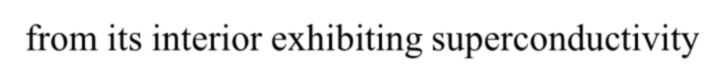 from its interior exhibiting superconductivity